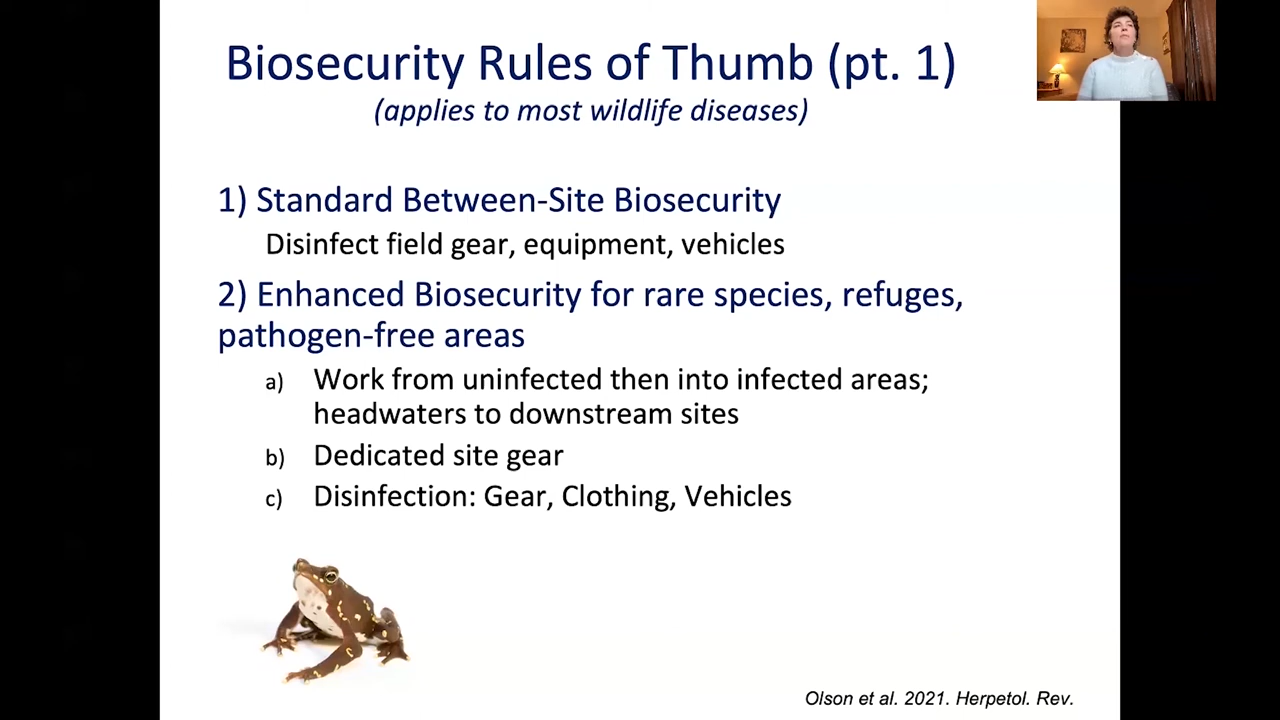 Biosecurity Rules of Thumb (pt. 1)
(applies to most wildlife diseases)
1) Standard Between-Site Biosecurity
Disinfect field gear, equipment, vehicles
2) Enhanced Biosecurity for rare species, refuges,
pathogen-free areas
a) Work from uninfected then into infected areas;
headwaters to downstream sites
b) Dedicated site gear
c) Disinfection: Gear, Clothing, Vehicles
Olson et al. 2021. Herpetol. Rev.